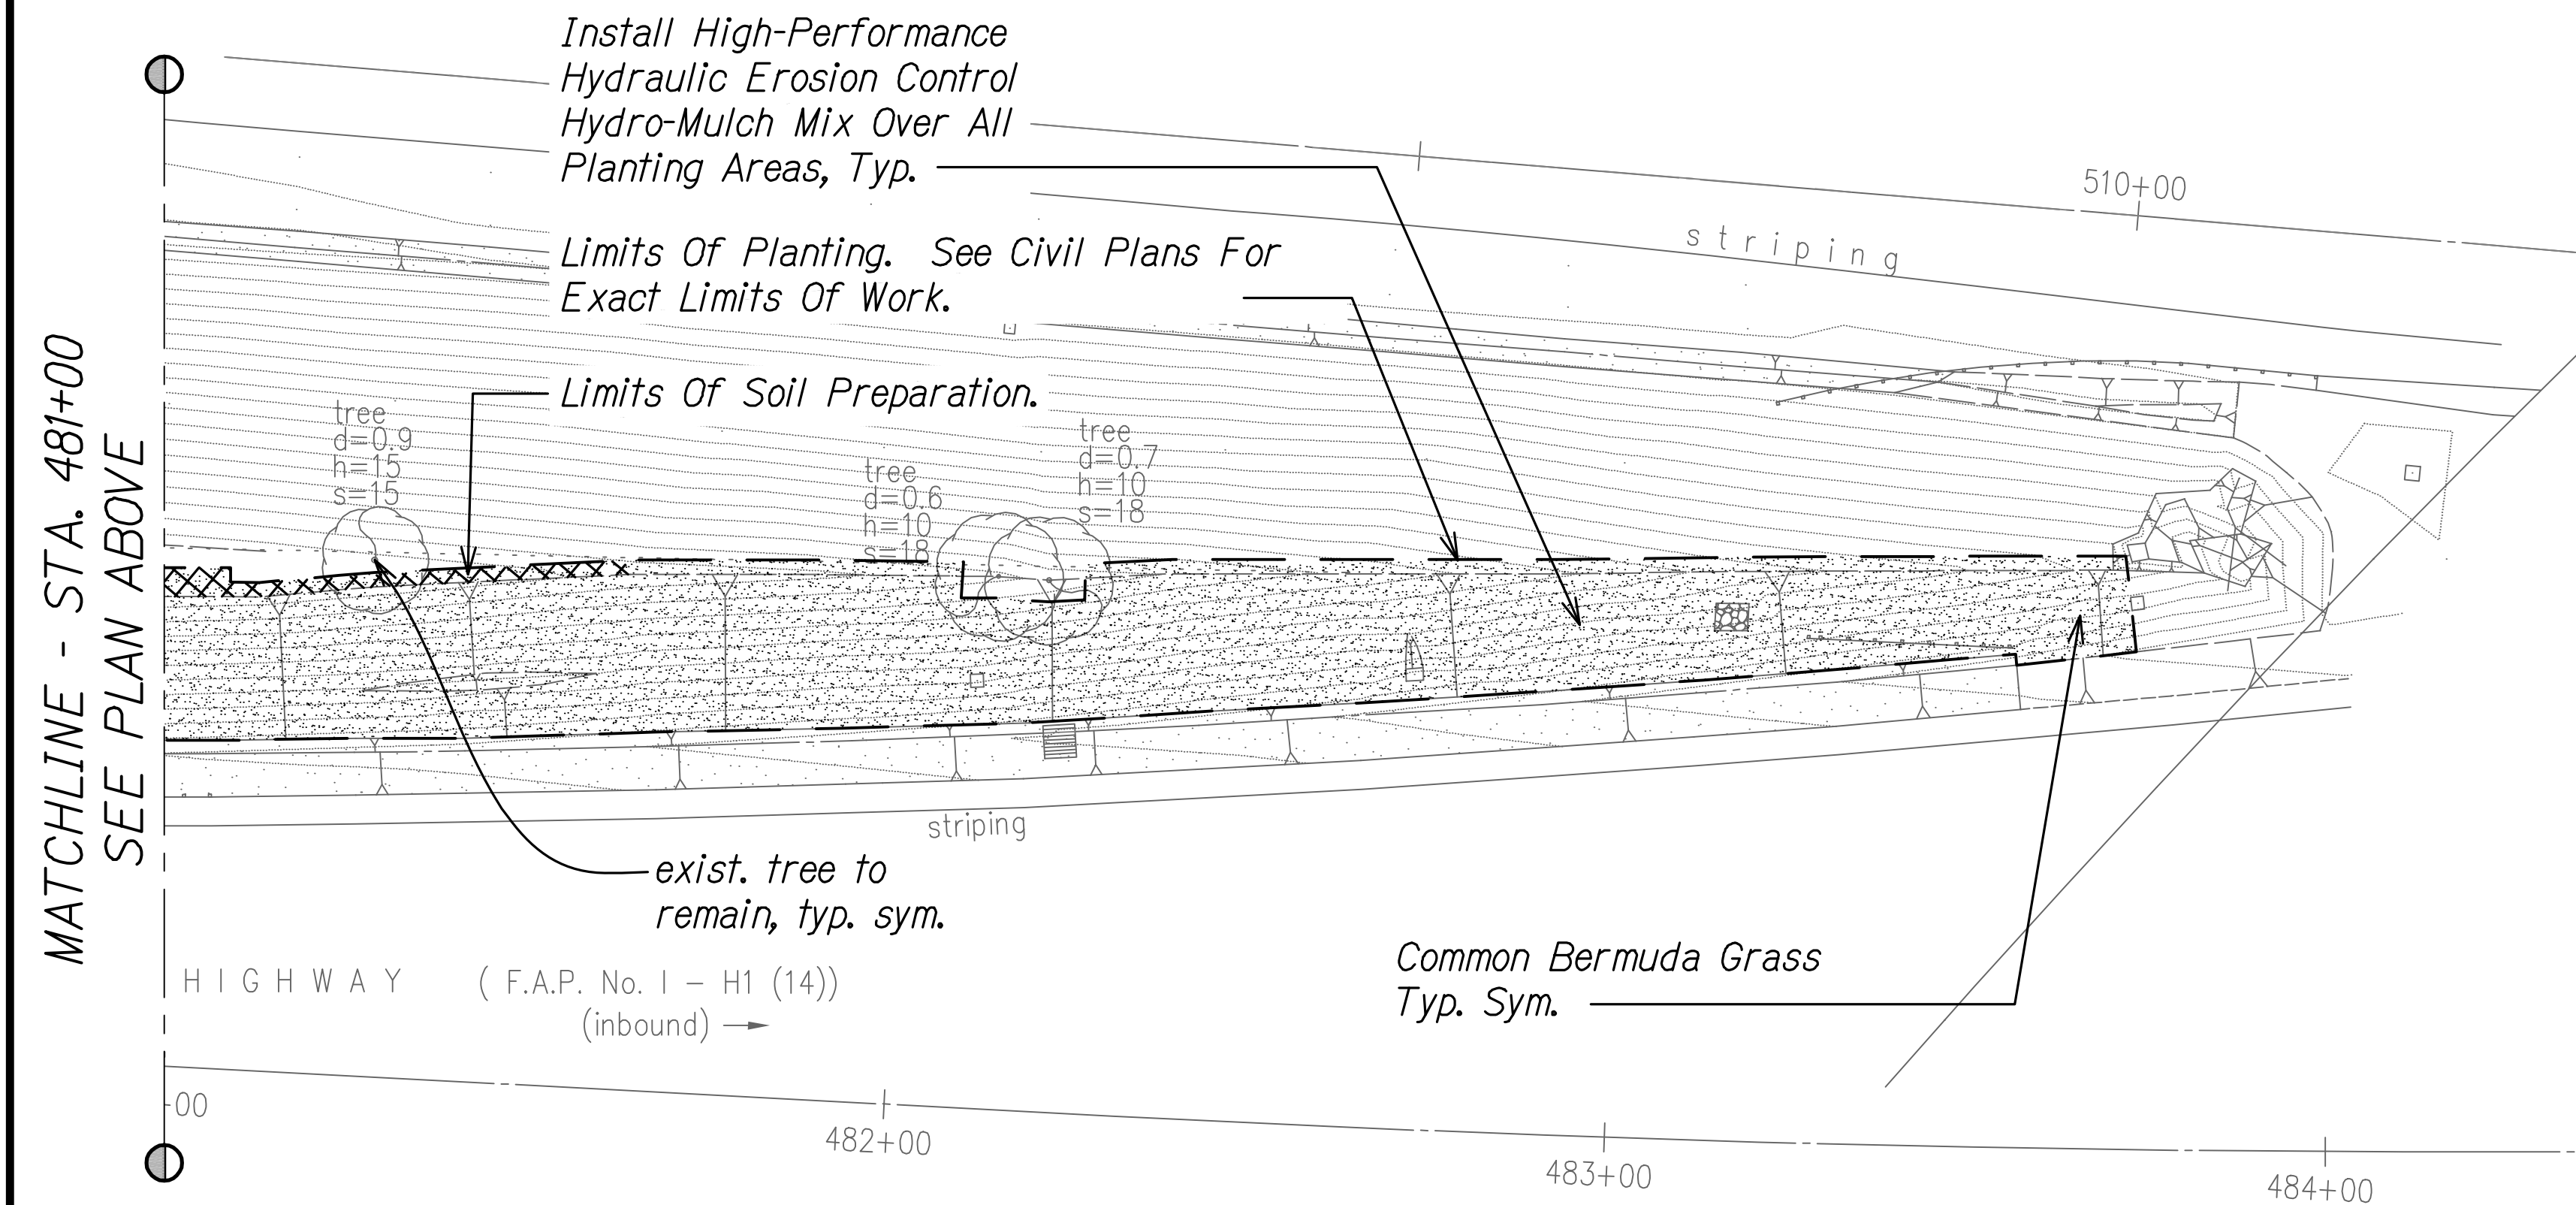 Install High-Performance
Hydraulic Erosion Control
Hydro-Mulch Mix Over All
Planting Areas, Typ.
510+00
striping
Limits Of Planting.  See Civil Plans For
Exact Limits Of Work.
Limits Of Soil Preparation.
MATCHLINE - STA. 481+00
SEE PLAN ABOVE
tree
d=0.9
h=15
s=15
tree
d=0.6
h=10
s=18
tree
d=0.7
h=10
s=18
striping
exist. tree to
remain, typ. sym.
Common Bermuda Grass
Typ. Sym.
HIGHWAY (F.A.P. No. I - H1 (14))
(inbound)
00
482+00
483+00
484+00